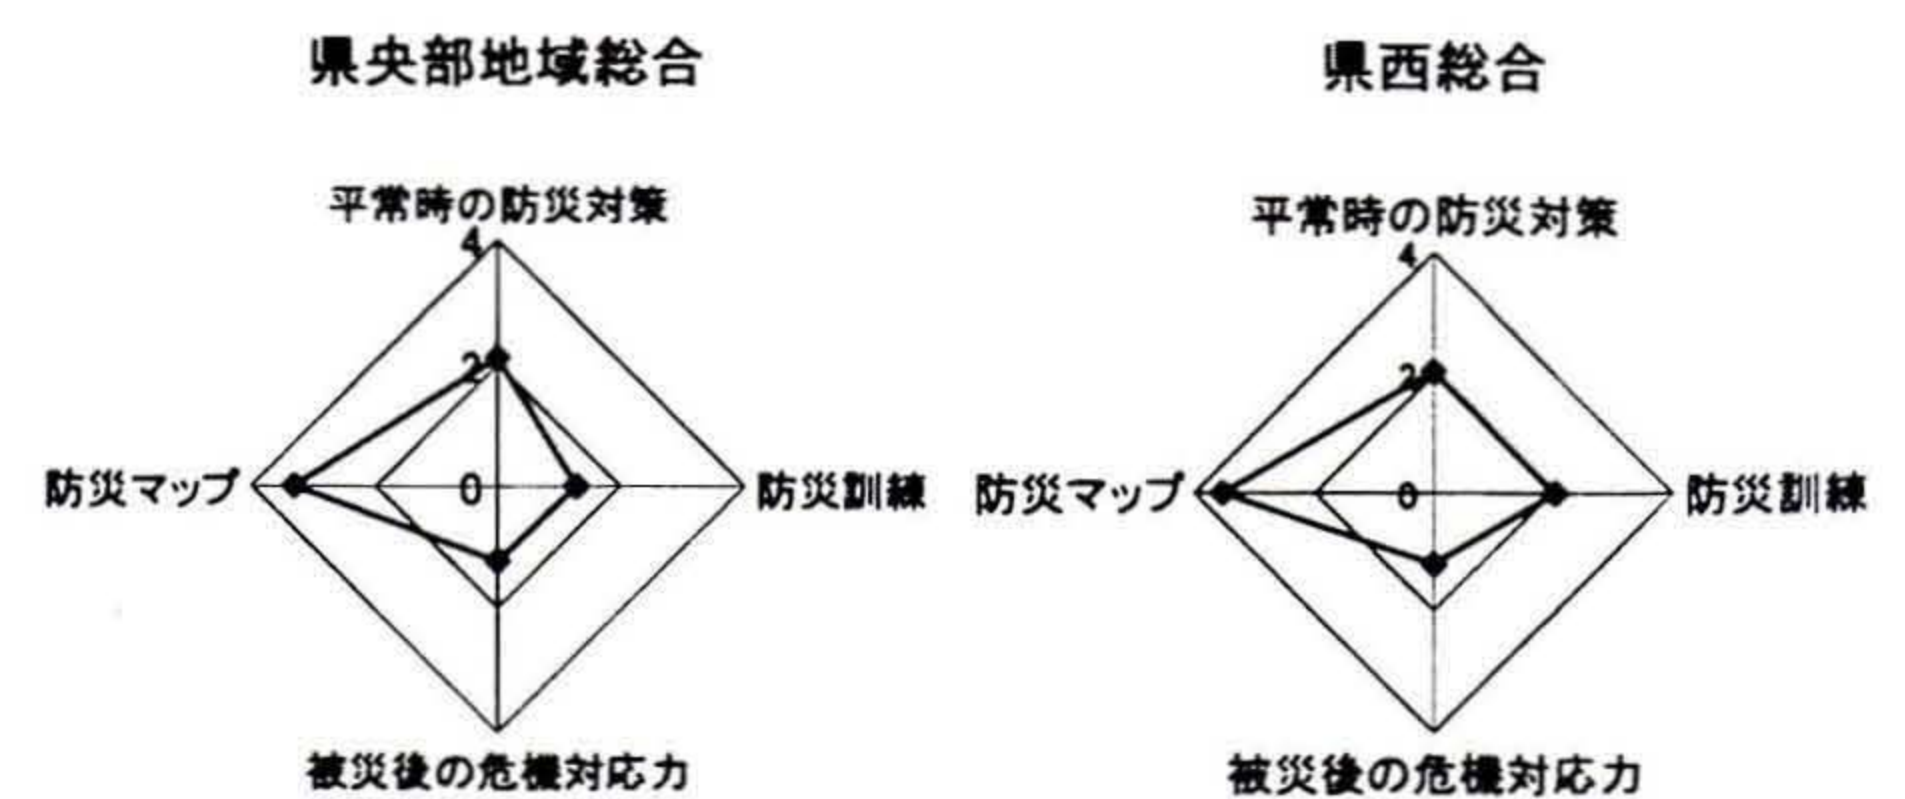 県央部地域総合
平常時の防災対策
4
2
防災マップ
0
防災訓練
被災後の危機対応力
県西総合
平常時の防災対策
4
2
防災マップ
0
防災訓練
被災後の危機対応力